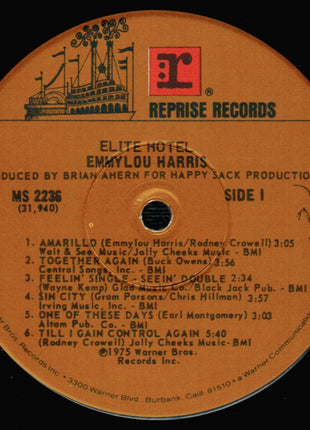 r
®
REPRISE RECORDS
ELITE HOTEL
EMMYLOU HARRIS
DUCED BY BRIAN AHERN FOR HAPPY SACK PRODUCTION
MS 2236
SIDE 1
(31,940)
1. AMARILLO (Emmylou Harris/Rodney Crowell) 3:05
Wait & See Music/Jolly Cheeks Music - BMI
2. TOGETHER AGAIN (Buck Owens) 3:56
Central Songs, Inc. - BMI
3. FEELIN' SINGLE - SEEIN' DOUBLE 2:34
(Wayne Kemp) Glad Music Co./Black Jack Pub. - BMI
4. SIN CITY (Gram Parsons/Chris Hillman) 3:56
Irving Music, Inc. - BMI
5. ONE OF THESE DAYS (Earl Montgomery) 3:03
Altam Pub. Co. - BMI
6. TILL I GAIN CONTROL AGAIN 5:40
(Rodney Crowell) Jolly Cheeks Music-BMI
℗©1975 Warner Bros.
Records Inc.
er Bros. Records Inc. • 3300 Warner Blvd., Burbank, Calif. 91510 • a Warner